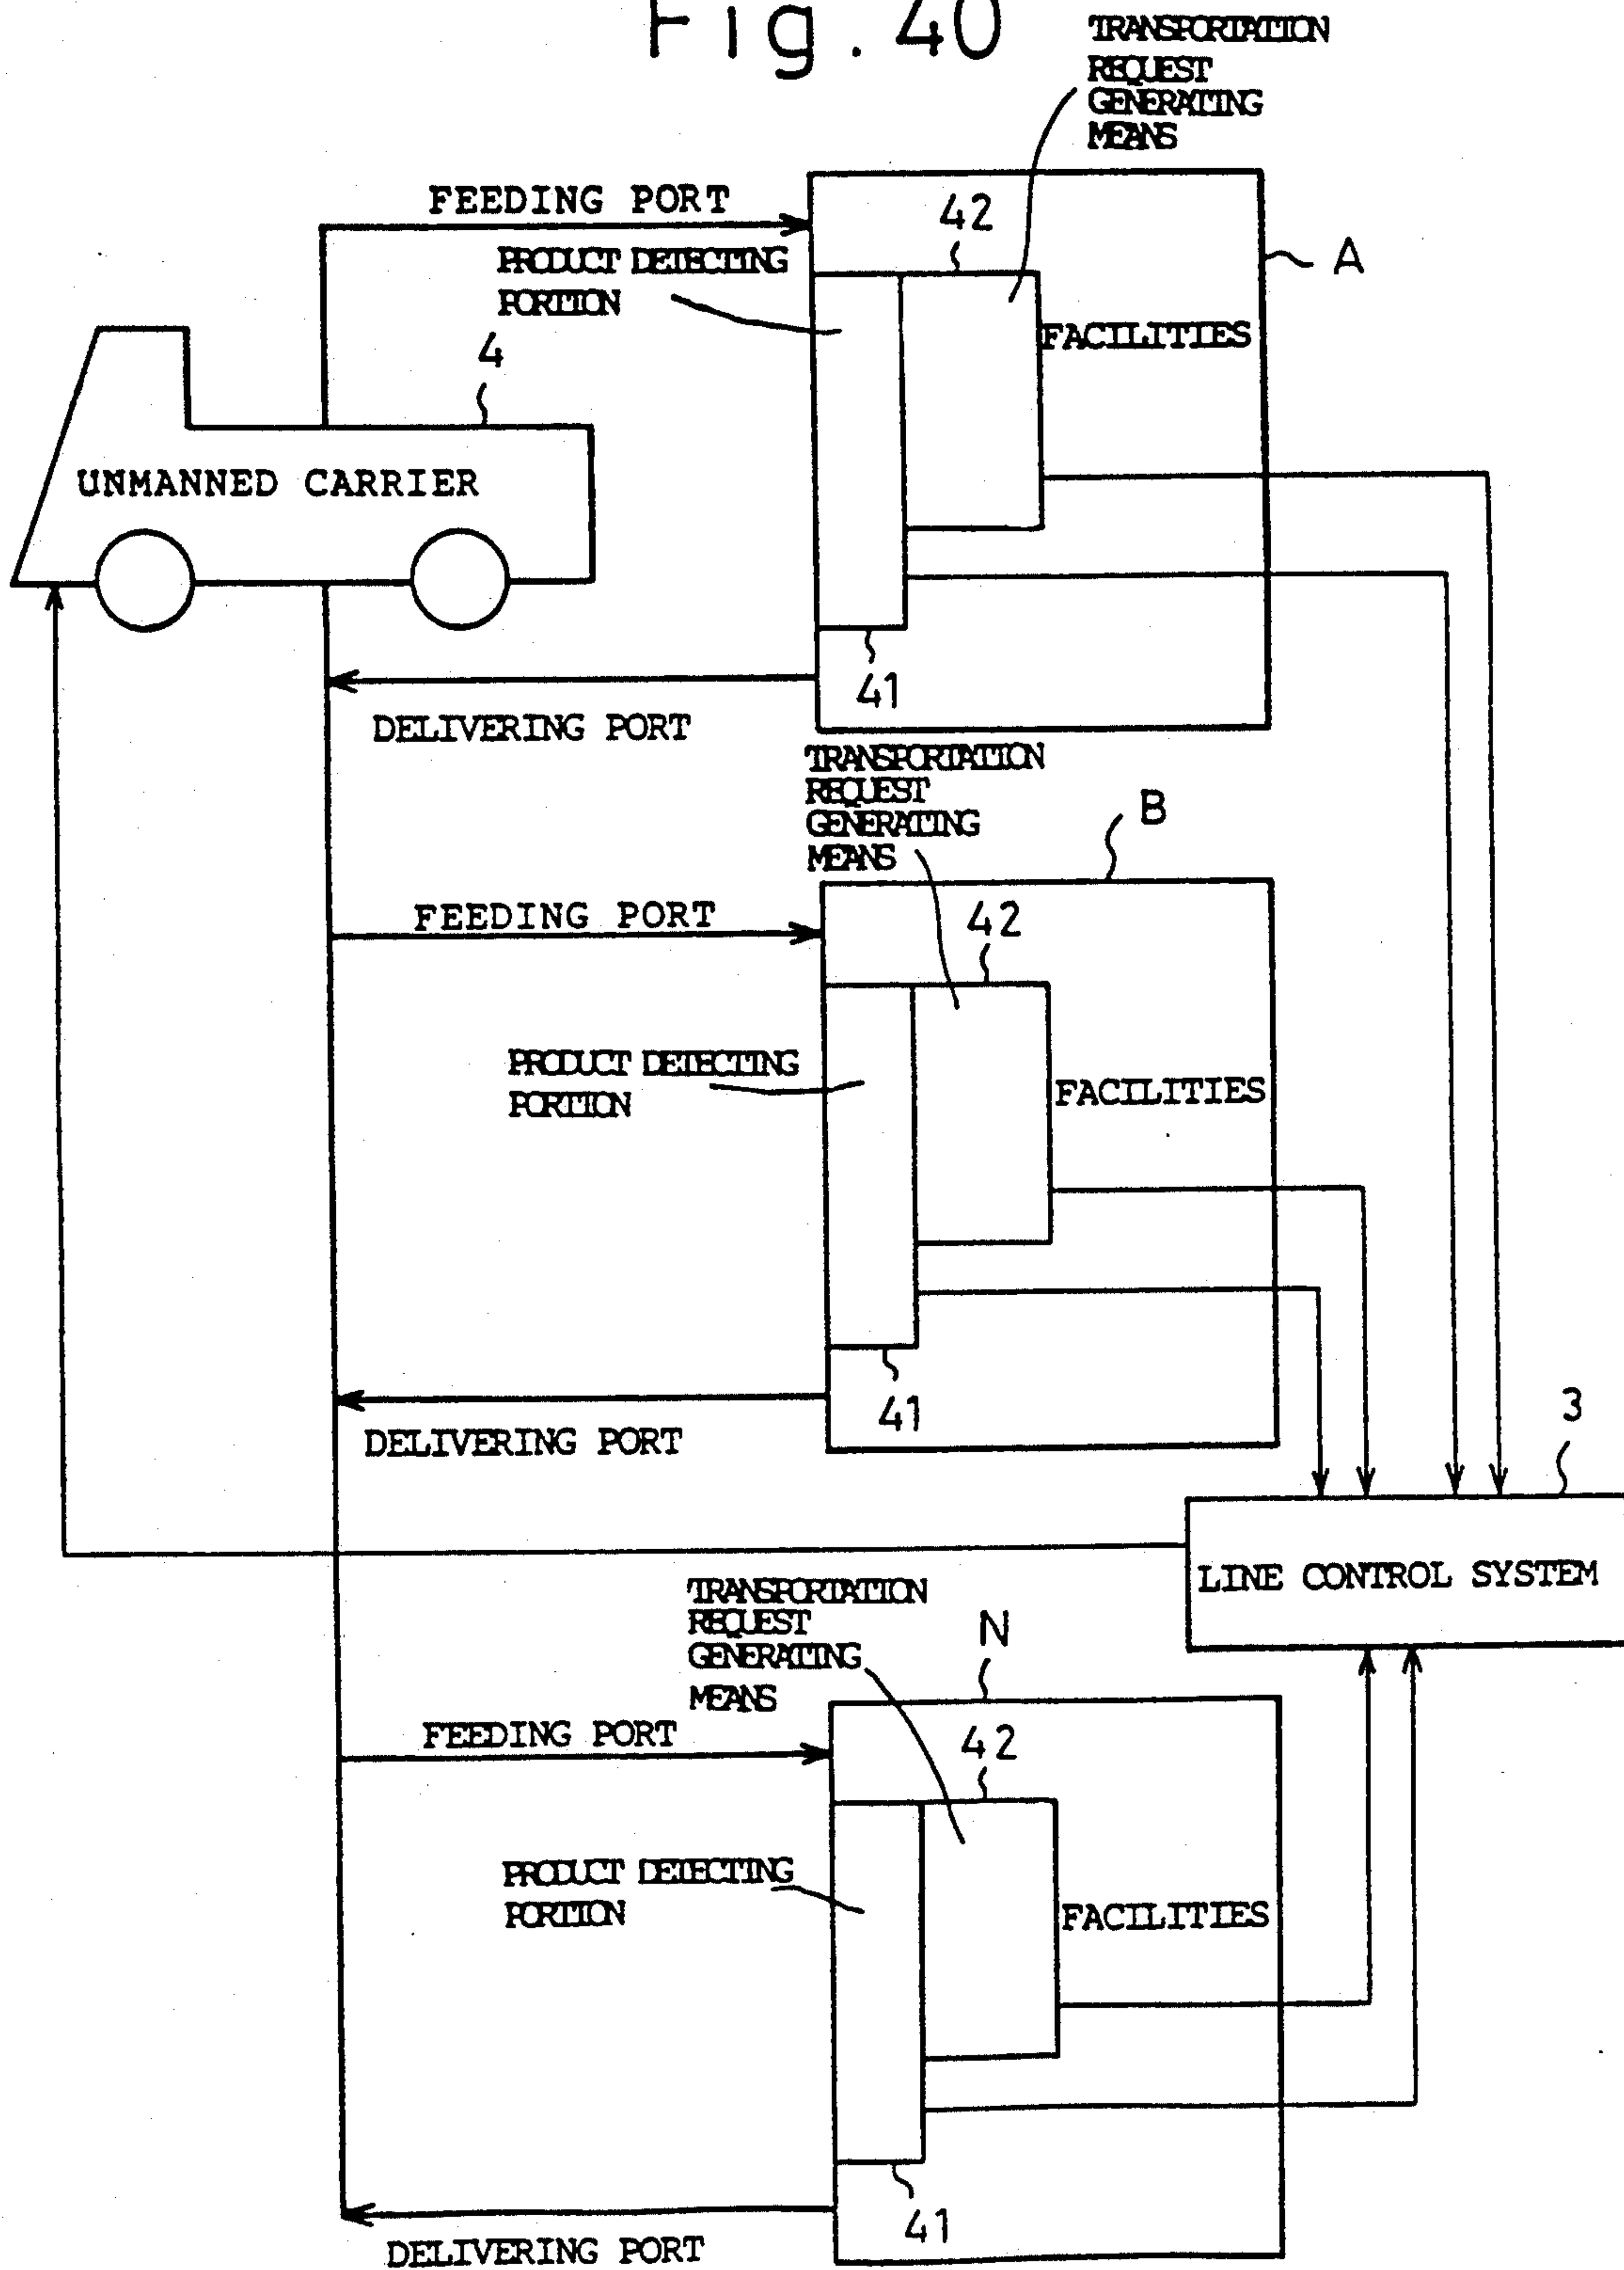 Fig. 40
TRANSPORTATION
REQUEST
GENERATING
MEANS
FEEDING PORT
42
A
PRODUCT DETECTING
PORTION
FACILITIES
4
UNMANNED CARRIER
41
DELIVERING PORT
TRANSPORTATION
REQUEST
GENERATING
MEANS
B
FEEDING PORT
42
PRODUCT DETECTING
PORTION
FACILITIES
41
DELIVERING PORT
3
LINE CONTROL SYSTEM
TRANSPORTATION
REQUEST
GENERATING
MEANS
N
FEEDING PORT
42
PRODUCT DETECTING
PORTION
FACILITIES
41
DELIVERING PORT